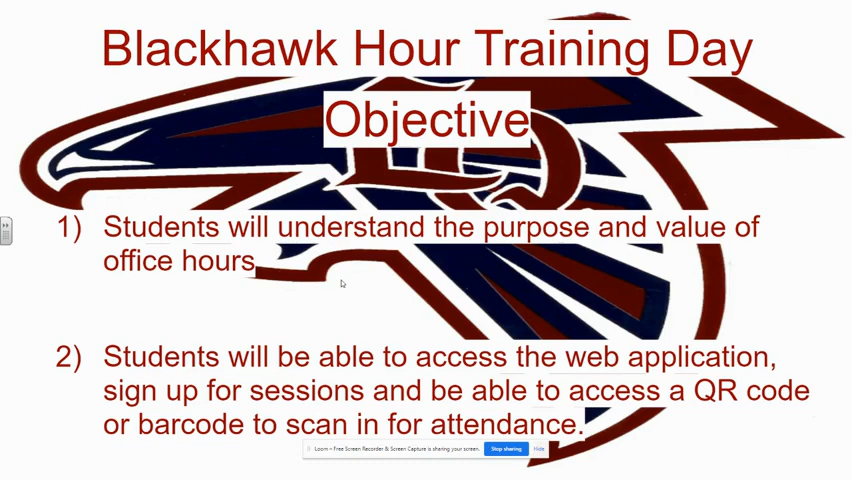 Blackhawk Hour Training Day
Objective
1) Students will understand the purpose and value of
office hours
2) Students will be able to access the web application,
sign up for sessions and be able to access a QR code
or barcode to scan in for attendance.
Loom – Free Screen Recorder & Screen Capture is sharing your screen.
Stop sharing
Hide